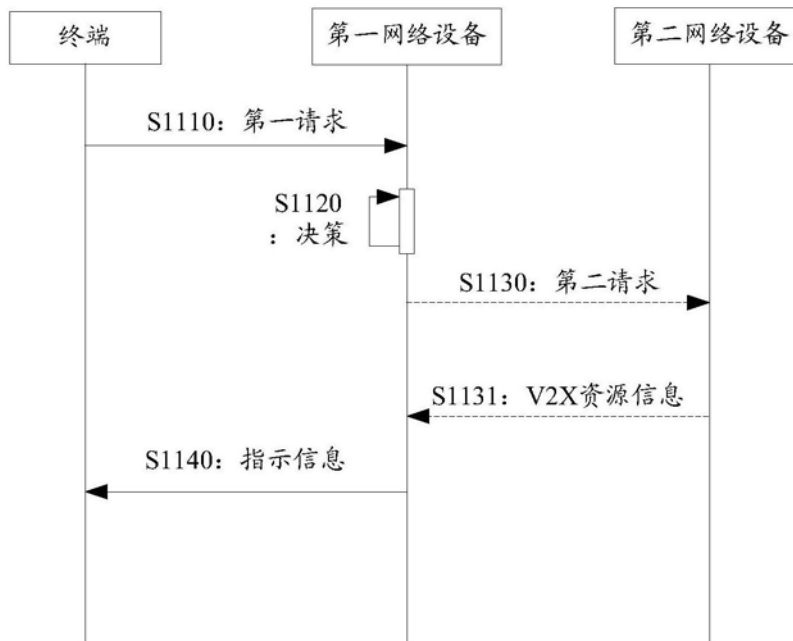 终端
第一网络设备
第二网络设备
S1110：第一请求
S1120
：决策
S1130：第二请求
S1131：V2X资源信息
S1140：指示信息